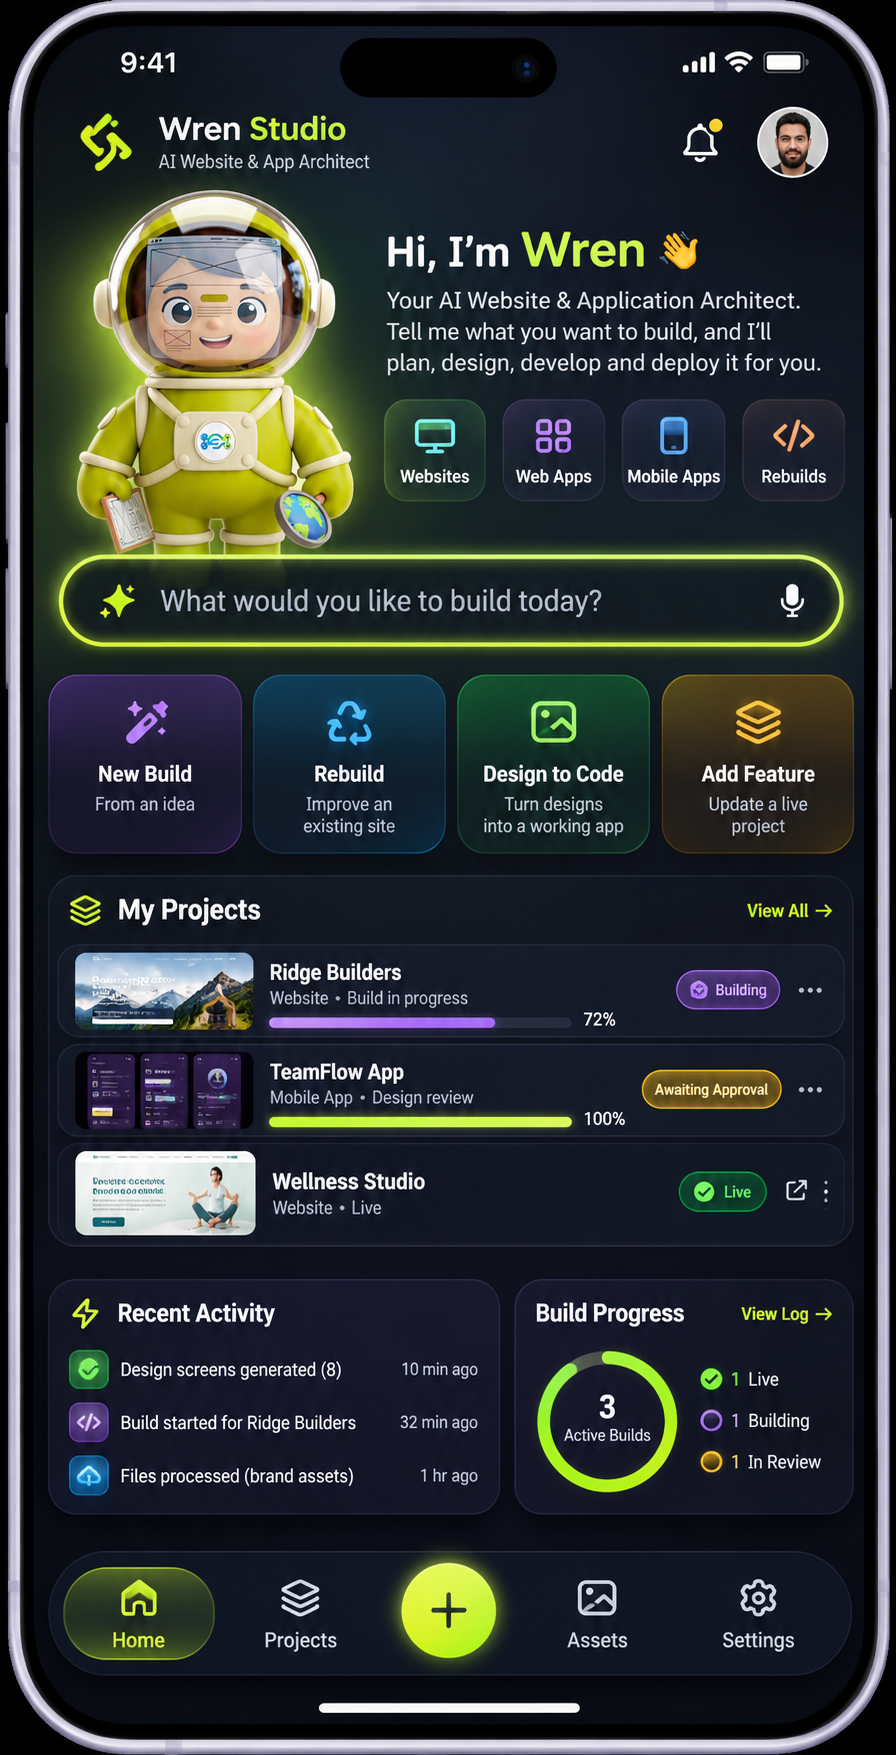 9:41
Wren Studio
AI Website & App Architect
Hi, I'm Wren 👋
Your AI Website & Application Architect.
Tell me what you want to build, and I'll
plan, design, develop and deploy it for you.
Websites
Web Apps
Mobile Apps
Rebuilds
What would you like to build today?
New Build
From an idea
Rebuild
Improve an
existing site
Design to Code
Turn designs
into a working app
Add Feature
Update a live
project
My Projects
View All →
Ridge Builders
Website • Build in progress
72%
Building
TeamFlow App
Mobile App • Design review
100%
Awaiting Approval
Wellness Studio
Website • Live
Live
Recent Activity
Design screens generated (8)
10 min ago
Build started for Ridge Builders
32 min ago
Files processed (brand assets)
1 hr ago
Build Progress
View Log →
3
Active Builds
1 Live
1 Building
1 In Review
Home
Projects
Assets
Settings